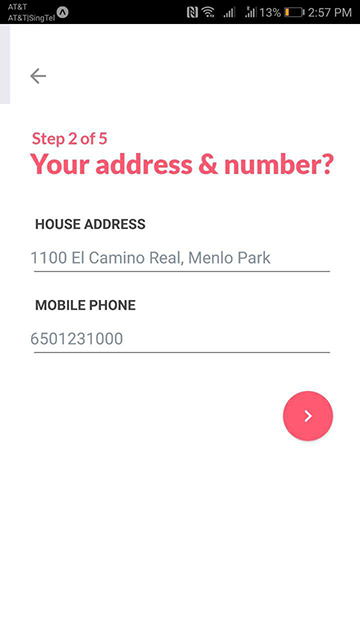 AT&T
AT&T|SingTel
13%
2:57 PM
Step 2 of 5
Your address & number?
HOUSE ADDRESS
1100 El Camino Real, Menlo Park
MOBILE PHONE
6501231000